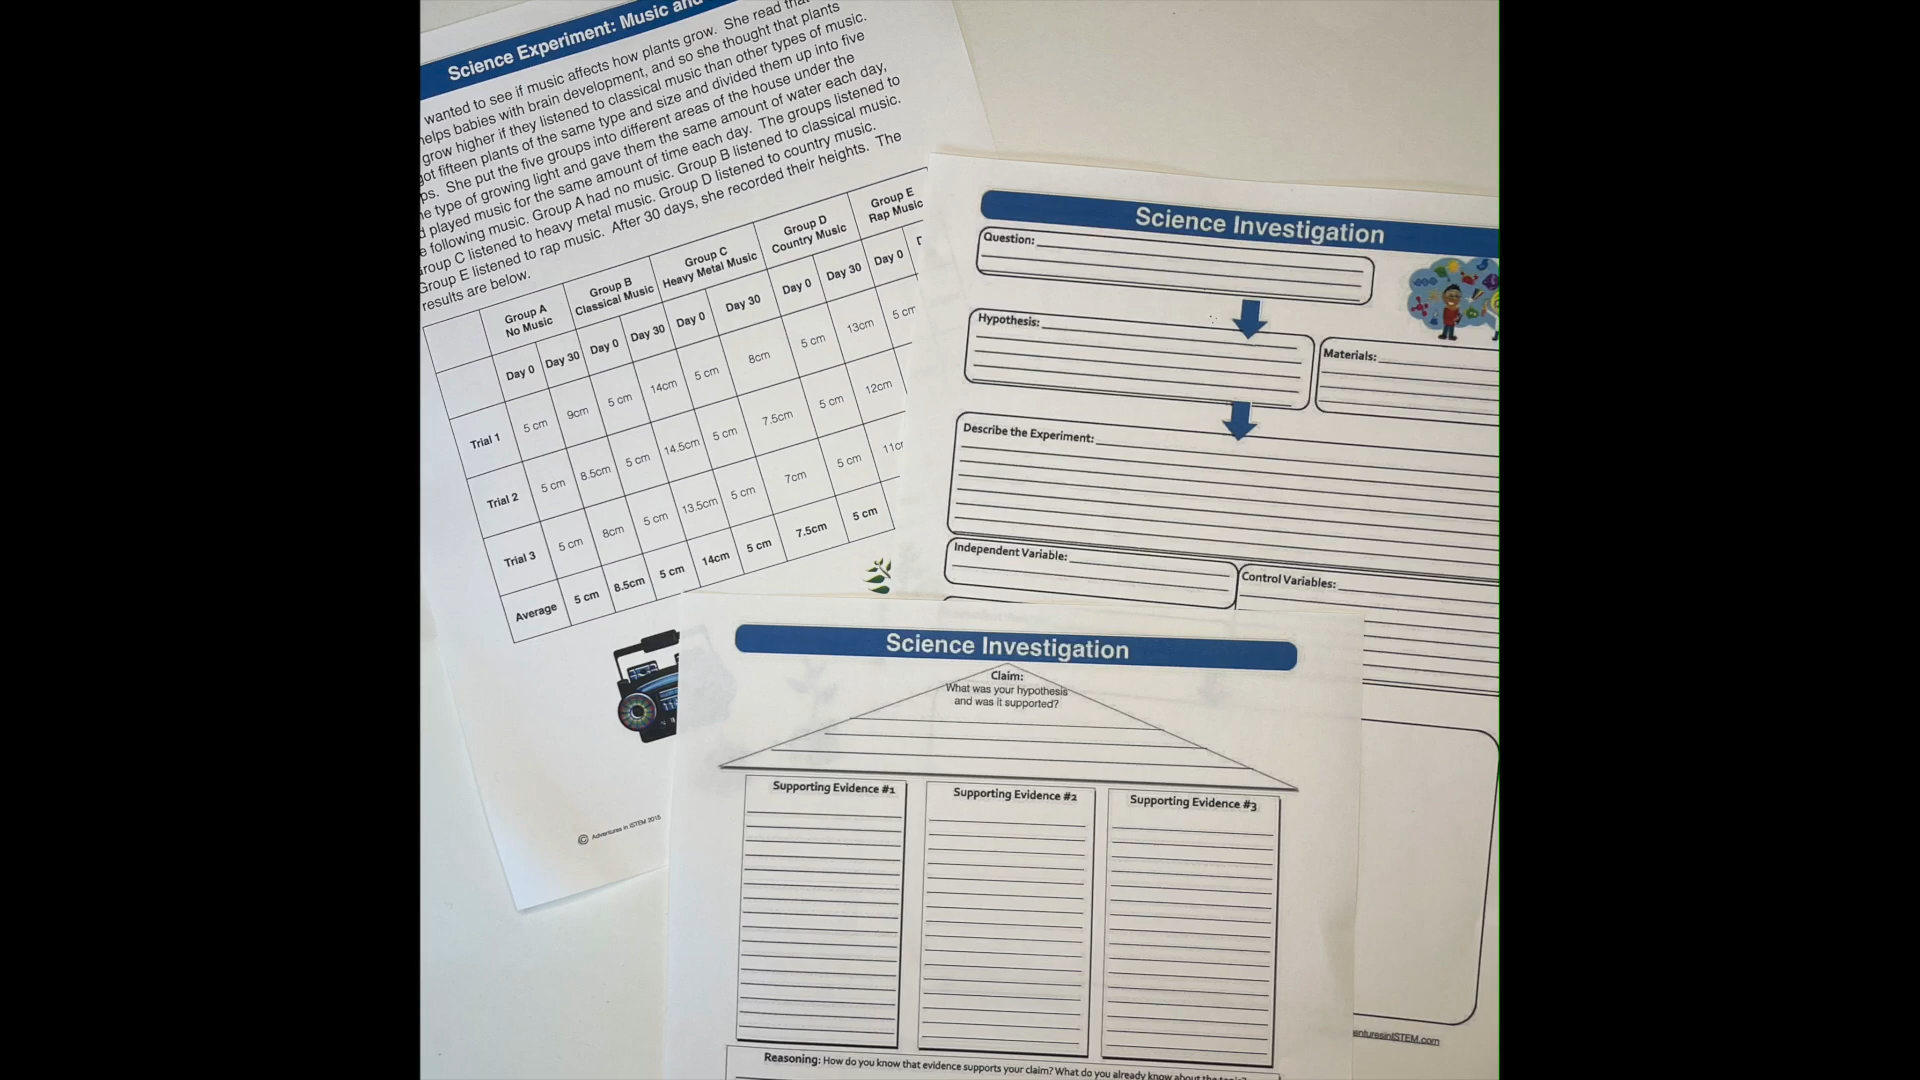 Science Experiment: Music and
wanted to see if music affects how plants grow. She read that
helps babies with brain development, and so she thought that plants
grow higher if they listened to classical music than other types of music.
got fifteen plants of the same type and size and divided them up into five
ps. She put the five groups into different areas of the house under the
e type of growing light and gave them the same amount of water each day,
d played music for the same amount of time each day. The groups listened to
e following music. Group A had no music. Group B listened to classical music.
Group C listened to heavy metal music. Group D listened to country music.
Group E listened to rap music. After 30 days, she recorded their heights. The
results are below.
Group A Group B Group C Group D Group E
No Music Classical Music Heavy Metal Music Country Music Rap Music
Day 0 Day 30 Day 0 Day 30 Day 0 Day 30 Day 0 Day 30 Day 0
Trial 1 5 cm 9cm 5 cm 14cm 5 cm 8cm 5 cm 13cm 5 cm
Trial 2 5 cm 8.5cm 5 cm 14.5cm 5 cm 7.5cm 5 cm 12cm
Trial 3 5 cm 8cm 5 cm 13.5cm 5 cm 7cm 5 cm 11cm
Average 5 cm 8.5cm 5 cm 14cm 5 cm 7.5cm 5 cm
© Adventures in ISTEM 2015
Science Investigation
Question:
Hypothesis:
Materials:
Describe the Experiment:
Independent Variable:
Control Variables:
enturesinISTEM.com
Science Investigation
Claim:
What was your hypothesis
and was it supported?
Supporting Evidence #1 Supporting Evidence #2 Supporting Evidence #3
Reasoning: How do you know that evidence supports your claim? What do you already know about the topic?